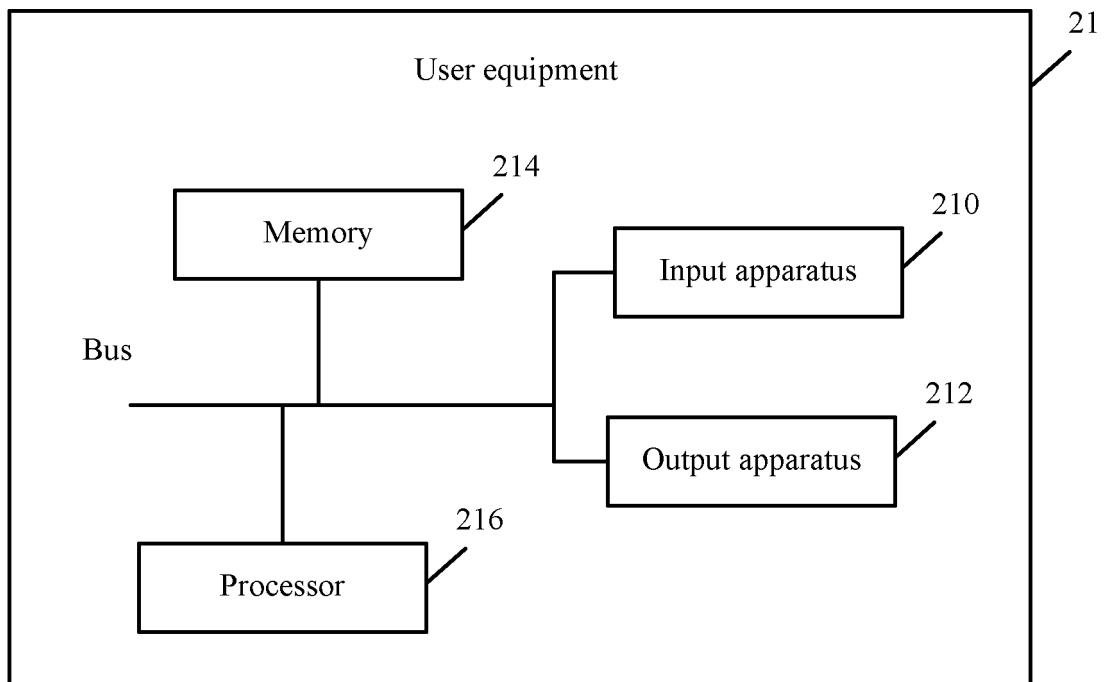 21
User equipment
214
Memory
210
Input apparatus
Bus
212
Output apparatus
216
Processor